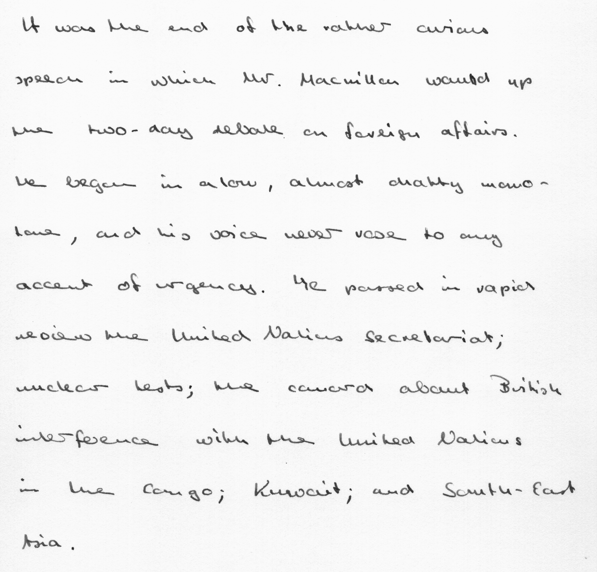 It was the end of the rather curious
speech in which Mr. Macmillan wound up
the two-day debate on foreign affairs.
He began in a low, almost chatty mono-
tone, and his voice never rose to any
accent of urgency. He passed in rapid
review the United Nations Secretariat;
nuclear tests; the canard about British
interference with the United Nations
in the Congo; Kuwait; and South-East
Asia.